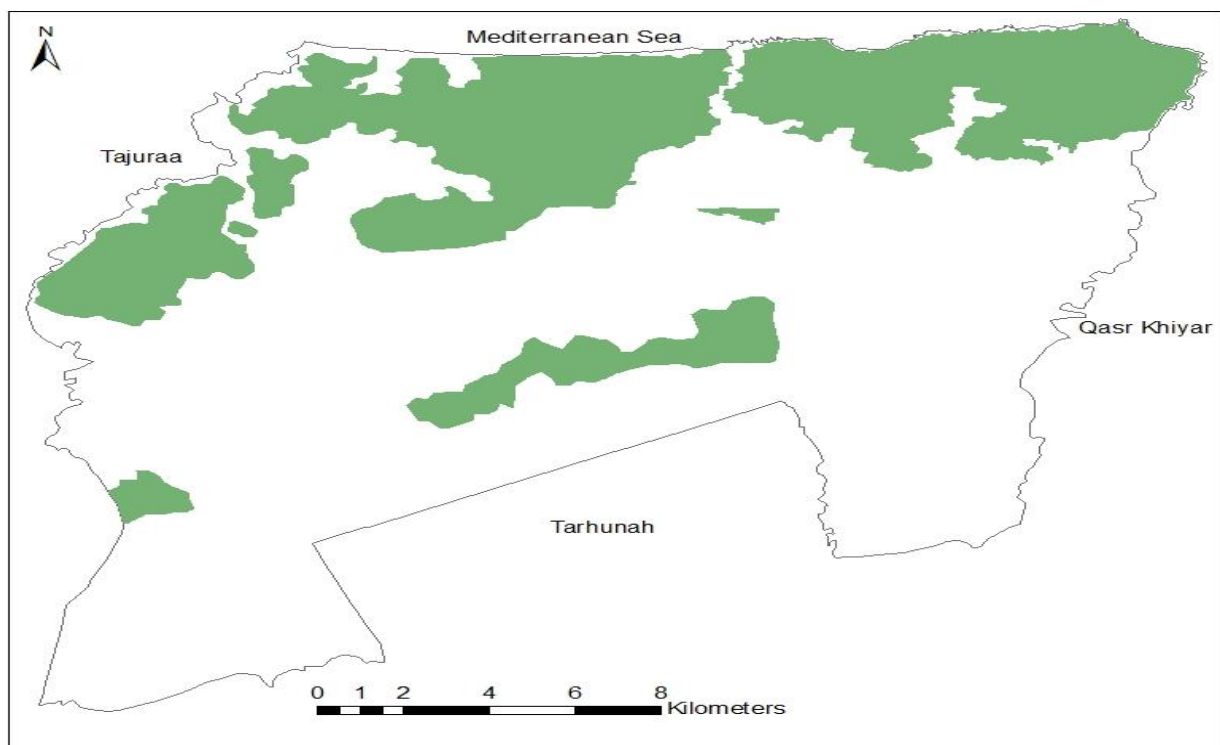 N
Mediterranean Sea
Tajuraa
Qasr Khiyar
Tarhunah
0 1 2 4 6 8
Kilometers